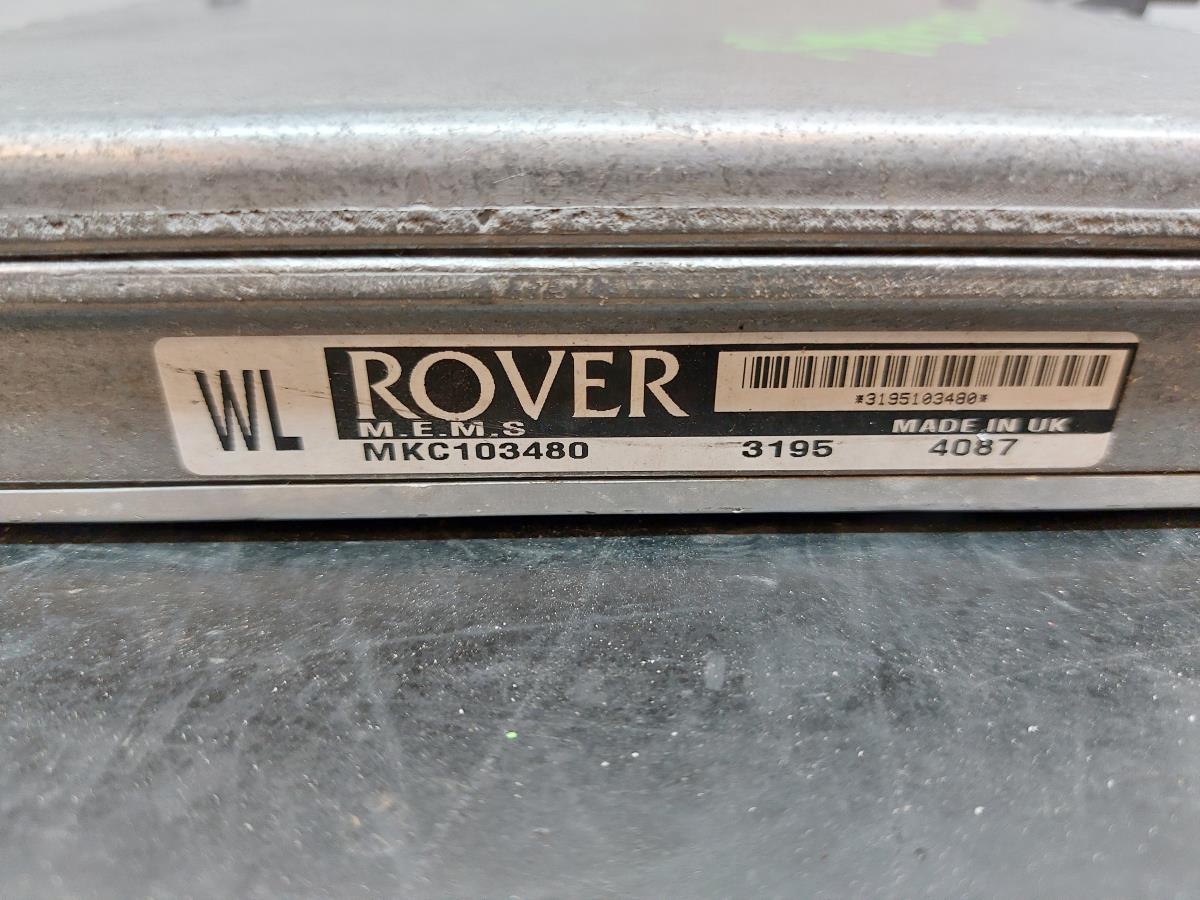 WL
ROVER
*3195103480*
M.E.M.S MADE IN UK
MKC103480 3195 4087